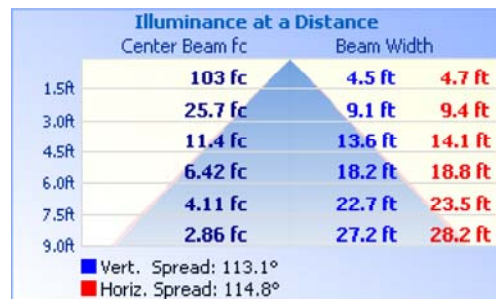 Illuminance at a Distance
Center Beam fc Beam Width
1.5ft 103 fc 4.5 ft 4.7 ft
3.0ft 25.7 fc 9.1 ft 9.4 ft
4.5ft 11.4 fc 13.6 ft 14.1 ft
6.0ft 6.42 fc 18.2 ft 18.8 ft
7.5ft 4.11 fc 22.7 ft 23.5 ft
9.0ft 2.86 fc 27.2 ft 28.2 ft
Vert. Spread: 113.1°
Horiz. Spread: 114.8°